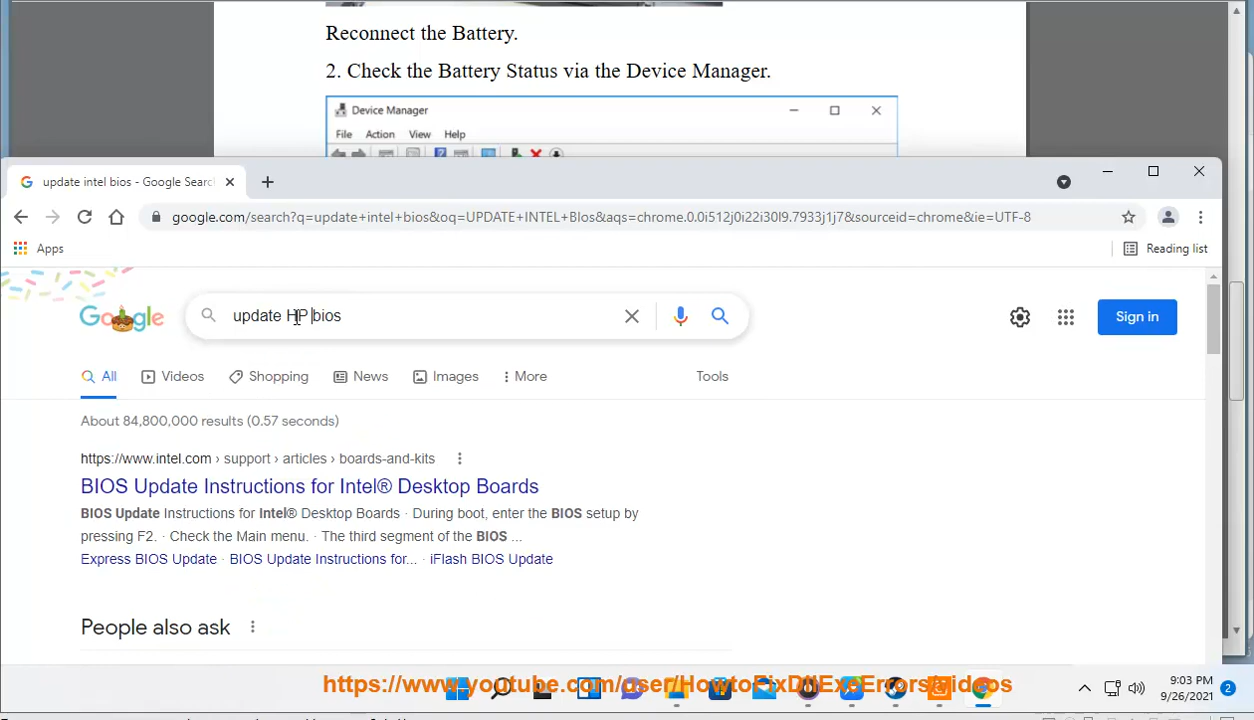 Reconnect the Battery.
2. Check the Battery Status via the Device Manager.
Device Manager
File Action View Help
update intel bios - Google Searc
google.com/search?q=update+intel+bios&oq=UPDATE+INTEL+BIos&aqs=chrome.0.0i512j0i22i30l9.7933j1j7&sourceid=chrome&ie=UTF-8
Apps
Reading list
Google
update HP bios
Sign in
All Videos Shopping News Images More Tools
About 84,800,000 results (0.57 seconds)
https://www.intel.com › support › articles › boards-and-kits
BIOS Update Instructions for Intel® Desktop Boards
BIOS Update Instructions for Intel® Desktop Boards · During boot, enter the BIOS setup by
pressing F2. · Check the Main menu. · The third segment of the BIOS ...
Express BIOS Update · BIOS Update Instructions for... · iFlash BIOS Update
People also ask
https://www.youtube.com/user/HowtoFixDllExeErrors/videos
9:03 PM
9/26/2021
2